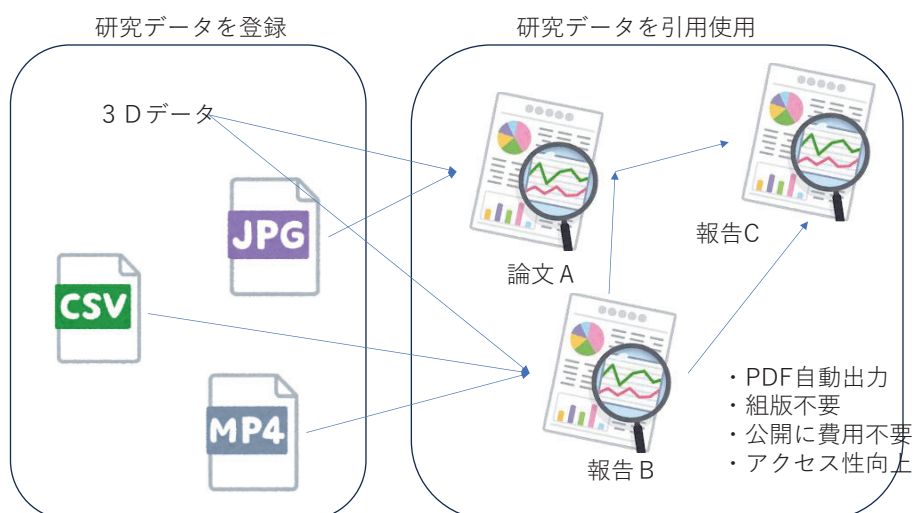 研究データを登録
研究データを引用使用
３Ｄデータ
JPG
CSV
MP4
論文Ａ
報告C
報告Ｂ
・PDF自動出力
・組版不要
・公開に費用不要
・アクセス性向上